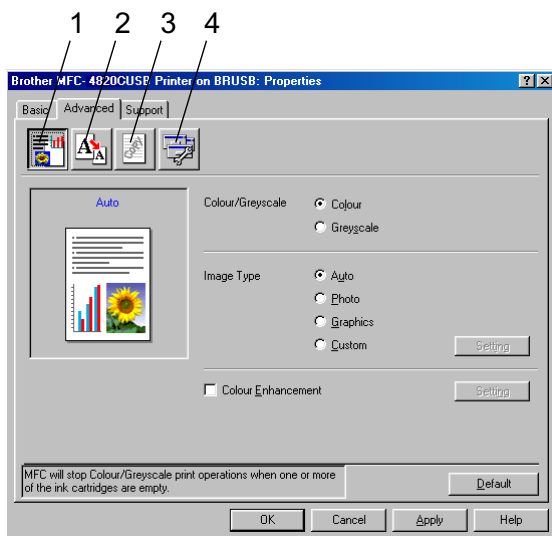 1 2 3 4
Brother MFC- 4820CUSB Printer on BRUSB: Properties
Basic Advanced Support
A A
COPY
Auto
Colour/Greyscale
Colour
Greyscale
Image Type
Auto
Photo
Graphics
Custom
Setting
Colour Enhancement
Setting
MFC will stop Colour/Greyscale print operations when one or more
of the ink cartridges are empty.
Default
OK Cancel Apply Help